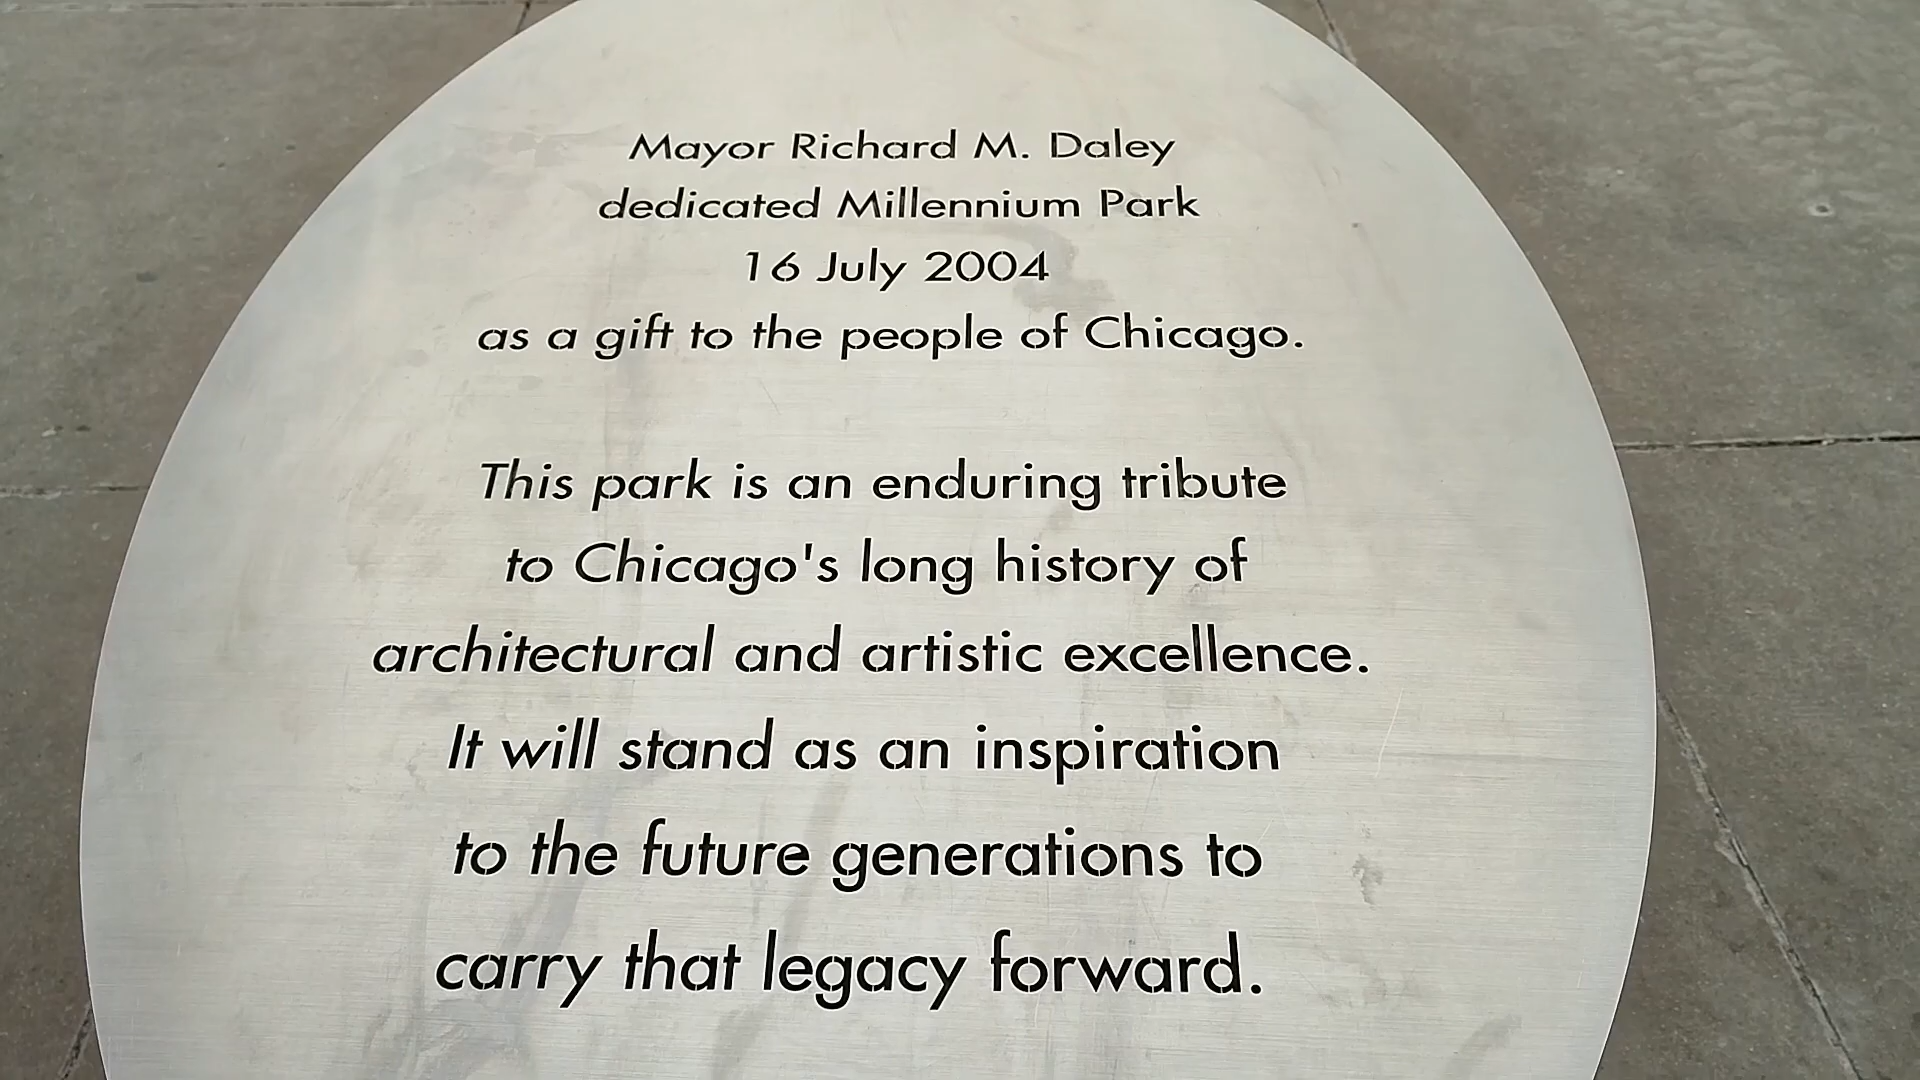 Mayor Richard M. Daley
dedicated Millennium Park
16 July 2004
as a gift to the people of Chicago.
This park is an enduring tribute
to Chicago's long history of
architectural and artistic excellence.
It will stand as an inspiration
to the future generations to
carry that legacy forward.